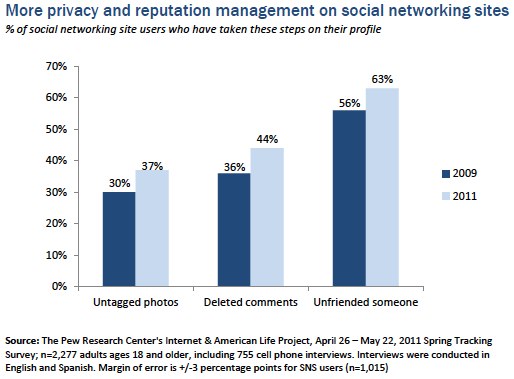 More privacy and reputation management on social networking sites
% of social networking site users who have taken these steps on their profile
70%
60%
50%
40%
30%
20%
10%
0%
30%
37%
36%
44%
56%
63%
Untagged photos
Deleted comments
Unfriended someone
2009
2011
Source: The Pew Research Center's Internet & American Life Project, April 26 – May 22, 2011 Spring Tracking
Survey; n=2,277 adults ages 18 and older, including 755 cell phone interviews. Interviews were conducted in
English and Spanish. Margin of error is +/-3 percentage points for SNS users (n=1,015)